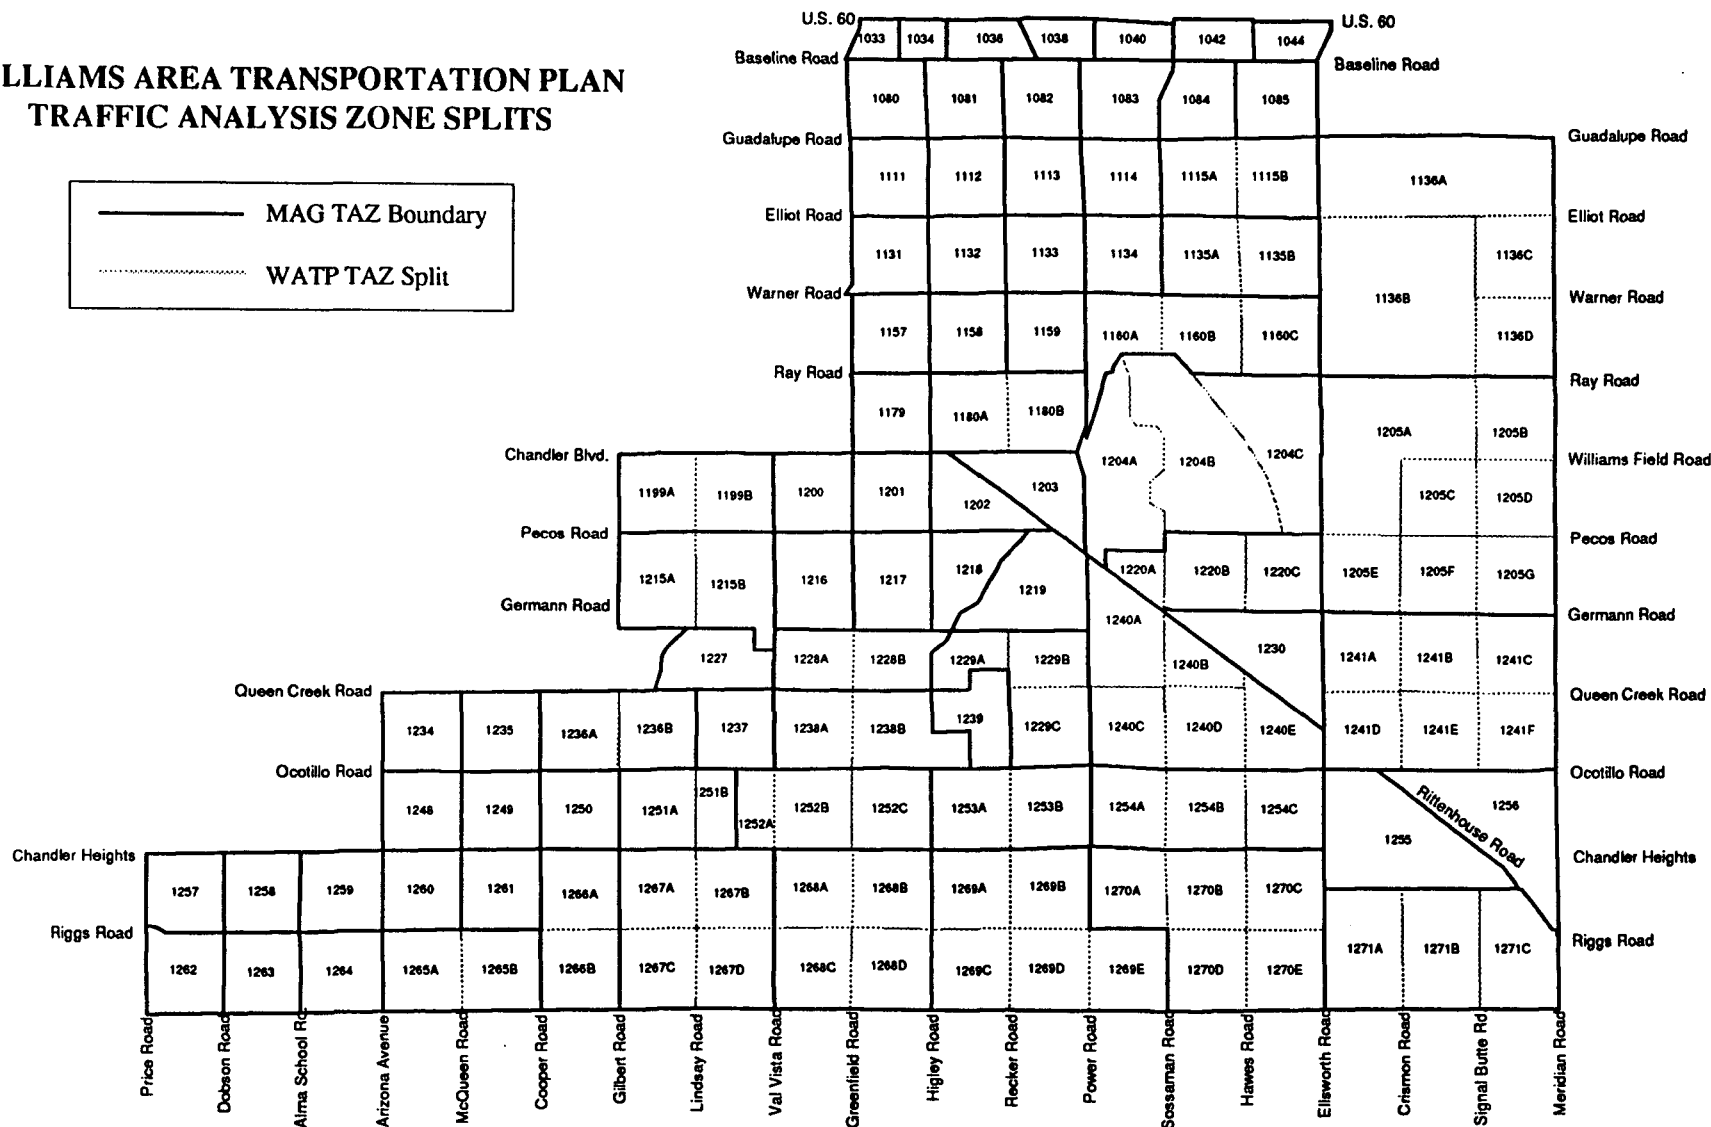 U.S. 60
U.S. 60
1033 1034 1036 1038 1040 1042 1044
Baseline Road
Baseline Road
LLIAMS AREA TRANSPORTATION PLAN
TRAFFIC ANALYSIS ZONE SPLITS
1080 1081 1082 1083 1084 1085
Guadalupe Road
Guadalupe Road
1111 1112 1113 1114 1115A 1115B 1136A
MAG TAZ Boundary
WATP TAZ Split
Elliot Road
Elliot Road
1131 1132 1133 1134 1135A 1135B 1136C
Warner Road
1136B
Warner Road
1157 1158 1159 1160A 1160B 1160C 1136D
Ray Road
Ray Road
1179 1180A 1180B 1205A 1205B
Chandler Blvd.
1204A 1204B 1204C
Williams Field Road
1199A 1199B 1200 1201 1202 1203 1205C 1205D
Pecos Road
Pecos Road
1215A 1215B 1216 1217 1218 1219 1220A 1220B 1220C 1205E 1205F 1205G
Germann Road
Germann Road
1240A
1227 1228A 1228B 1229A 1229B 1240B 1230 1241A 1241B 1241C
Queen Creek Road
Queen Creek Road
1234 1235 1236A 1236B 1237 1238A 1238B 1239 1229C 1240C 1240D 1240E 1241D 1241E 1241F
Ocotillo Road
Ocotillo Road
1248 1249 1250 1251A 251B 1252A 1252B 1252C 1253A 1253B 1254A 1254B 1254C 1256
Rittenhouse Road
1255
Chandler Heights
Chandler Heights
1257 1258 1259 1260 1261 1266A 1267A 1267B 1268A 1268B 1269A 1269B 1270A 1270B 1270C
Riggs Road
Riggs Road
1262 1263 1264 1265A 1265B 1266B 1267C 1267D 1268C 1268D 1269C 1269D 1269E 1270D 1270E 1271A 1271B 1271C
Price Road
Dobson Road
Alma School Rd
Arizona Avenue
McQueen Road
Cooper Road
Gilbert Road
Lindsay Road
Val Vista Road
Greenfield Road
Higley Road
Recker Road
Power Road
Sossaman Road
Hawes Road
Ellsworth Road
Crismon Road
Signal Butte Rd
Meridian Road